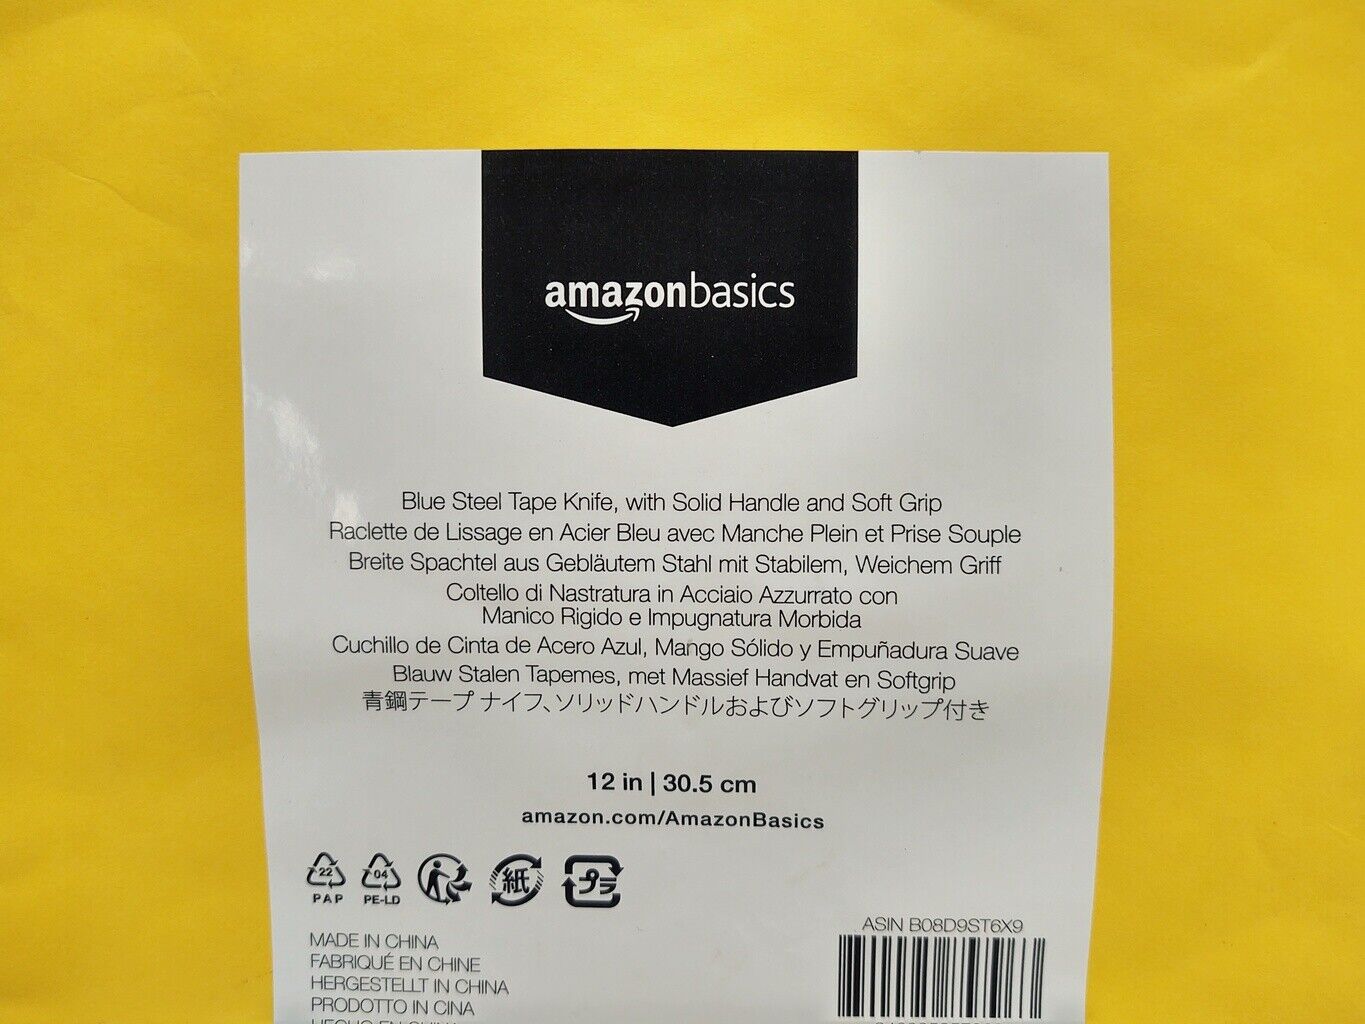 amazonbasics
Blue Steel Tape Knife, with Solid Handle and Soft Grip
Raclette de Lissage en Acier Bleu avec Manche Plein et Prise Souple
Breite Spachtel aus Gebläutem Stahl mit Stabilem, Weichem Griff
Coltello di Nastratura in Acciaio Azzurrato con
Manico Rigido e Impugnatura Morbida
Cuchillo de Cinta de Acero Azul, Mango Sólido y Empuñadura Suave
Blauw Stalen Tapemes, met Massief Handvat en Softgrip
青鋼テープ ナイフ、ソリッドハンドルおよびソフトグリップ付き
12 in | 30.5 cm
amazon.com/AmazonBasics
22
PAP
04
PE-LD
紙
プラ
ASIN B08D9ST6X9
MADE IN CHINA
FABRIQUÉ EN CHINE
HERGESTELLT IN CHINA
PRODOTTO IN CINA
HECHO EN CHINA